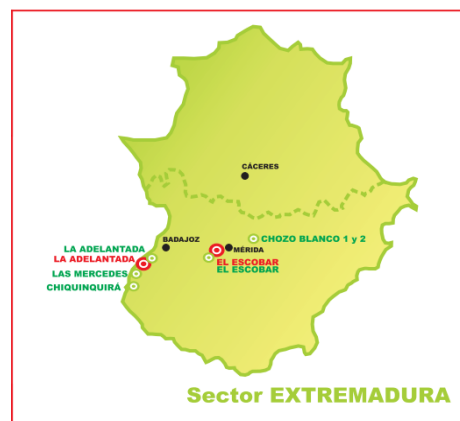 CÁCERES
BADAJOZ
CHOZO BLANCO 1 y 2
LA ADELANTADA
MÉRIDA
LA ADELANTADA
EL ESCOBAR
LAS MERCEDES
EL ESCOBAR
CHIQUINQUIRÁ
Sector EXTREMADURA